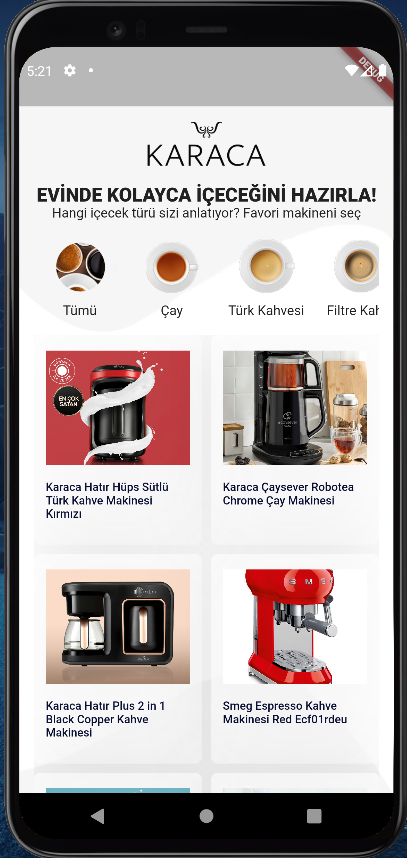 5:21
DEBUG
KARACA
EVİNDE KOLAYCA İÇECEĞİNİ HAZIRLA!
Hangi içecek türü sizi anlatıyor? Favori makineni seç
Tümü
Çay
Türk Kahvesi
Filtre Kah
EN ÇOK
SATAN
Karaca Hatır Hüps Sütlü
Türk Kahve Makinesi
Kırmızı
Karaca Çaysever Robotea
Chrome Çay Makinesi
SME
Karaca Hatır Plus 2 in 1
Black Copper Kahve
Makinesi
Smeg Espresso Kahve
Makinesi Red Ecf01rdeu